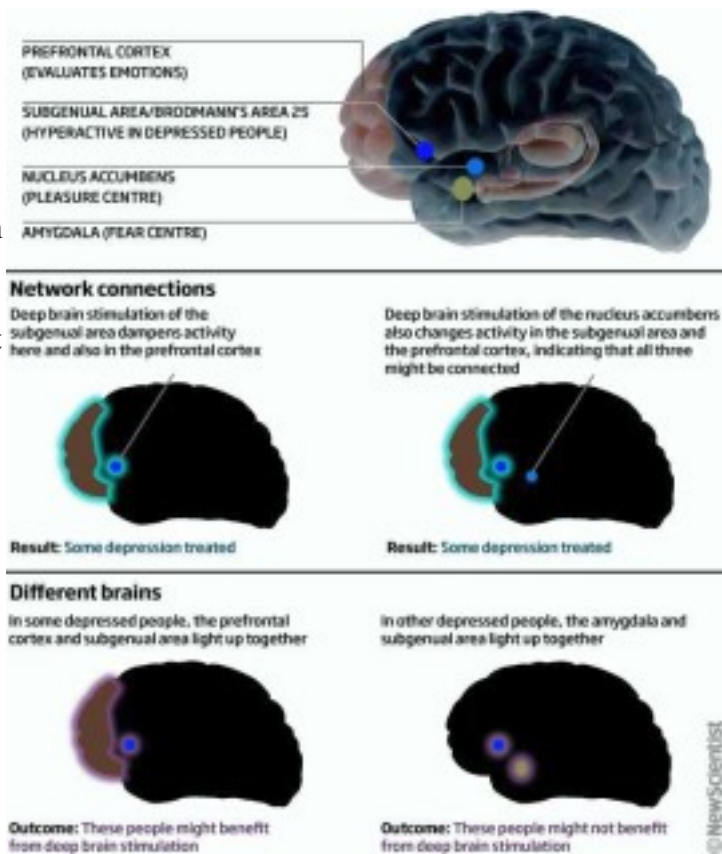 PREFRONTAL CORTEX
(EVALUATES EMOTIONS)
SUBGENUAL AREA/BRODMANN'S AREA 25
(HYPERACTIVE IN DEPRESSED PEOPLE)
NUCLEUS ACCUMBENS
(PLEASURE CENTRE)
AMYGDALA (FEAR CENTRE)
Network connections
Deep brain stimulation of the
subgenual area dampens activity
here and also in the prefrontal cortex
Deep brain stimulation of the nucleus accumbens
also changes activity in the subgenual area and
the prefrontal cortex, indicating that all three
might be connected
Result: Some depression treated
Result: Some depression treated
Different brains
In some depressed people, the prefrontal
cortex and subgenual area light up together
In other depressed people, the amygdala and
subgenual area light up together
Outcome: These people might benefit
from deep brain stimulation
Outcome: These people might not benefit
from deep brain stimulation
© NewScientist